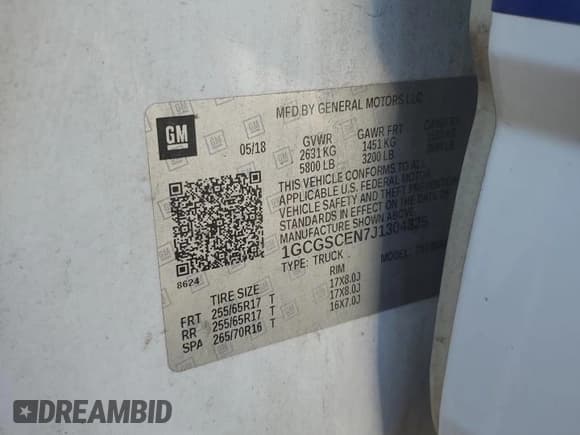 MFD BY GENERAL MOTORS LLC
GM
05/18
GVWR GAWR FRT
2631 KG 1451 KG
5800 LB 3200 LB
THIS VEHICLE CONFORMS TO ALL
APPLICABLE U.S. FEDERAL MOTOR
VEHICLE SAFETY AND THEFT PREVENTION
STANDARDS IN EFFECT ON THE DATE OF
MANUFACTURE SHOWN ABOVE.
1GCGSCEN7J1304825
TYPE: TRUCK MODEL:
8624
TIRE SIZE RIM
FRT 255/65R17 T 17X8.0J
RR 255/65R17 T 17X8.0J
SPA 265/70R16 T 16X7.0J
DREAMBID